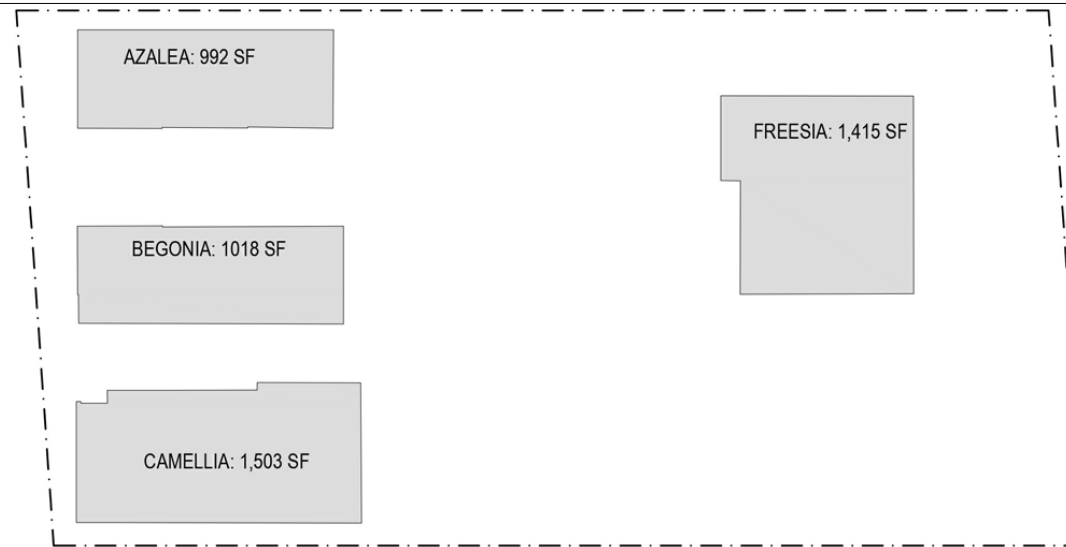 AZALEA: 992 SF
FREESIA: 1,415 SF
BEGONIA: 1018 SF
CAMELLIA: 1,503 SF